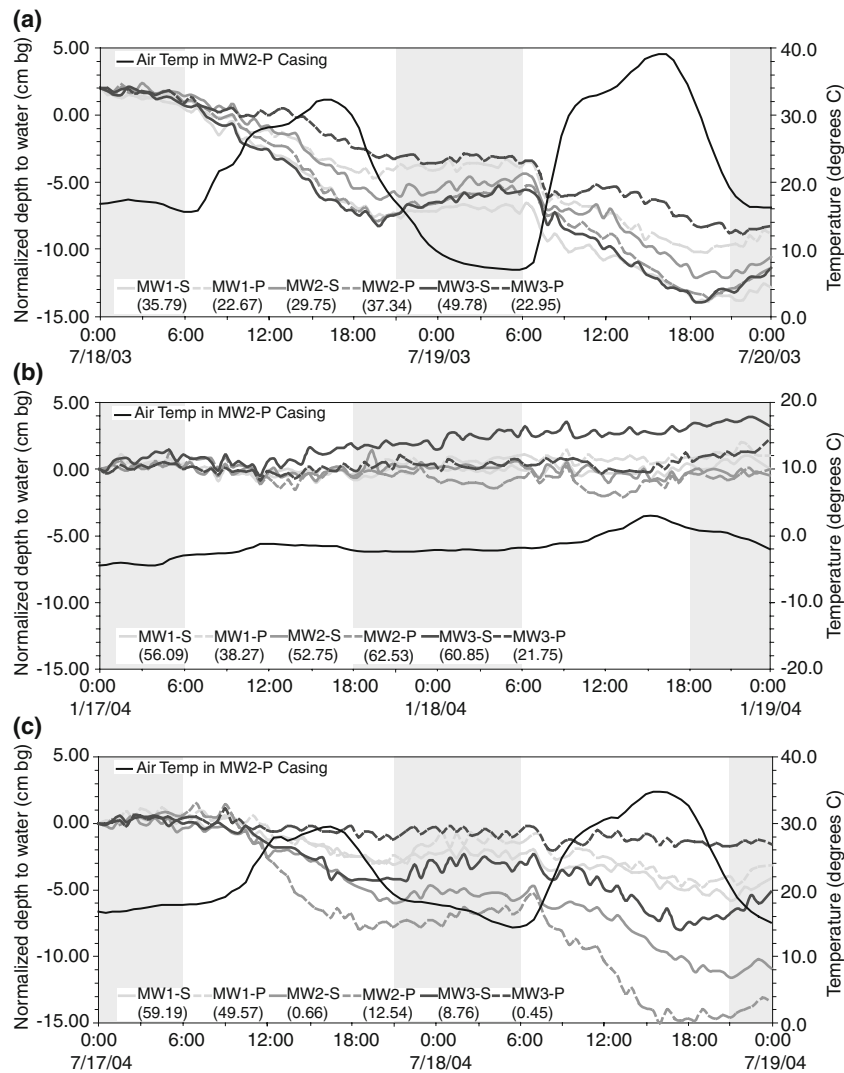 (a)
Normalized depth to water (cm bg)
5.00
0.00
-5.00
-10.00
-15.00
Air Temp in MW2-P Casing
MW1-S MW1-P MW2-S MW2-P MW3-S MW3-P
(35.79) (22.67) (29.75) (37.34) (49.78) (22.95)
40.0
30.0
20.0
10.0
0.0
Temperature (degrees C)
0:00 6:00 12:00 18:00 0:00 6:00 12:00 18:00 0:00
7/18/03 7/19/03 7/20/03
(b)
Normalized depth to water (cm bg)
5.00
0.00
-5.00
-10.00
-15.00
Air Temp in MW2-P Casing
MW1-S MW1-P MW2-S MW2-P MW3-S MW3-P
(56.09) (38.27) (52.75) (62.53) (60.85) (21.75)
20.0
10.0
0.0
-10.0
-20.0
Temperature (degrees C)
0:00 6:00 12:00 18:00 0:00 6:00 12:00 18:00 0:00
1/17/04 1/18/04 1/19/04
(c)
Normalized depth to water (cm bg)
5.00
0.00
-5.00
-10.00
-15.00
Air Temp in MW2-P Casing
MW1-S MW1-P MW2-S MW2-P MW3-S MW3-P
(59.19) (49.57) (0.66) (12.54) (8.76) (0.45)
40.0
30.0
20.0
10.0
0.0
Temperature (degrees C)
0:00 6:00 12:00 18:00 0:00 6:00 12:00 18:00 0:00
7/17/04 7/18/04 7/19/04